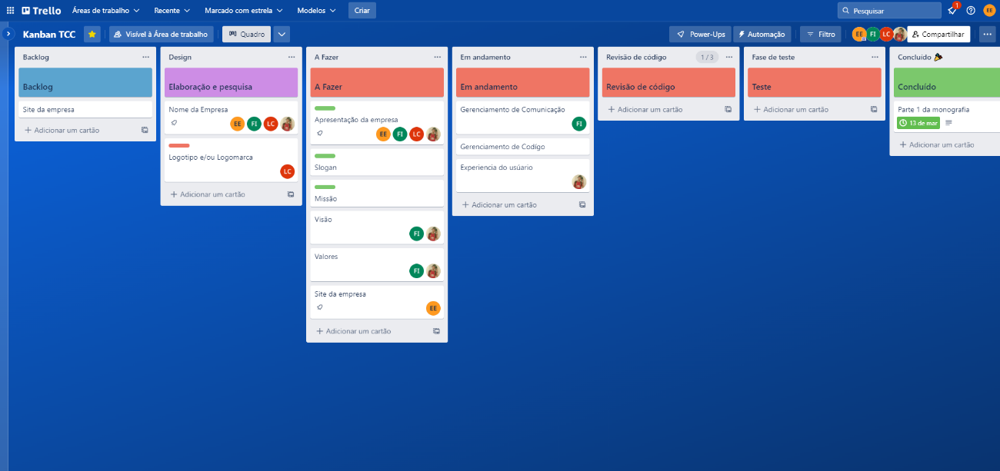 Trello
Áreas de trabalho
Recente
Marcado com estrela
Modelos
Criar
Pesquisar
1
EE
Kanban TCC
Visível à Área de trabalho
Quadro
Power-Ups
Automação
Filtro
EE
FI
LC
Compartilhar
Backlog
Backlog
Site da empresa
Adicionar um cartão
Design
Elaboração e pesquisa
Nome da Empresa
EE
FI
LC
Logotipo e/ou Logomarca
LC
Adicionar um cartão
A Fazer
A Fazer
Apresentação da empresa
EE
FI
LC
Slogan
Missão
Visão
FI
Valores
FI
Site da empresa
EE
Adicionar um cartão
Em andamento
Em andamento
Gerenciamento de Comunicação
FI
Gerenciamento de Codígo
Experiencia do usúario
Adicionar um cartão
Revisão de código
1 / 3
Revisão de código
Adicionar um cartão
Fase de teste
Teste
Adicionar um cartão
Concluído
Concluído
Parte 1 da monografia
13 de mar
Adicionar um cartão